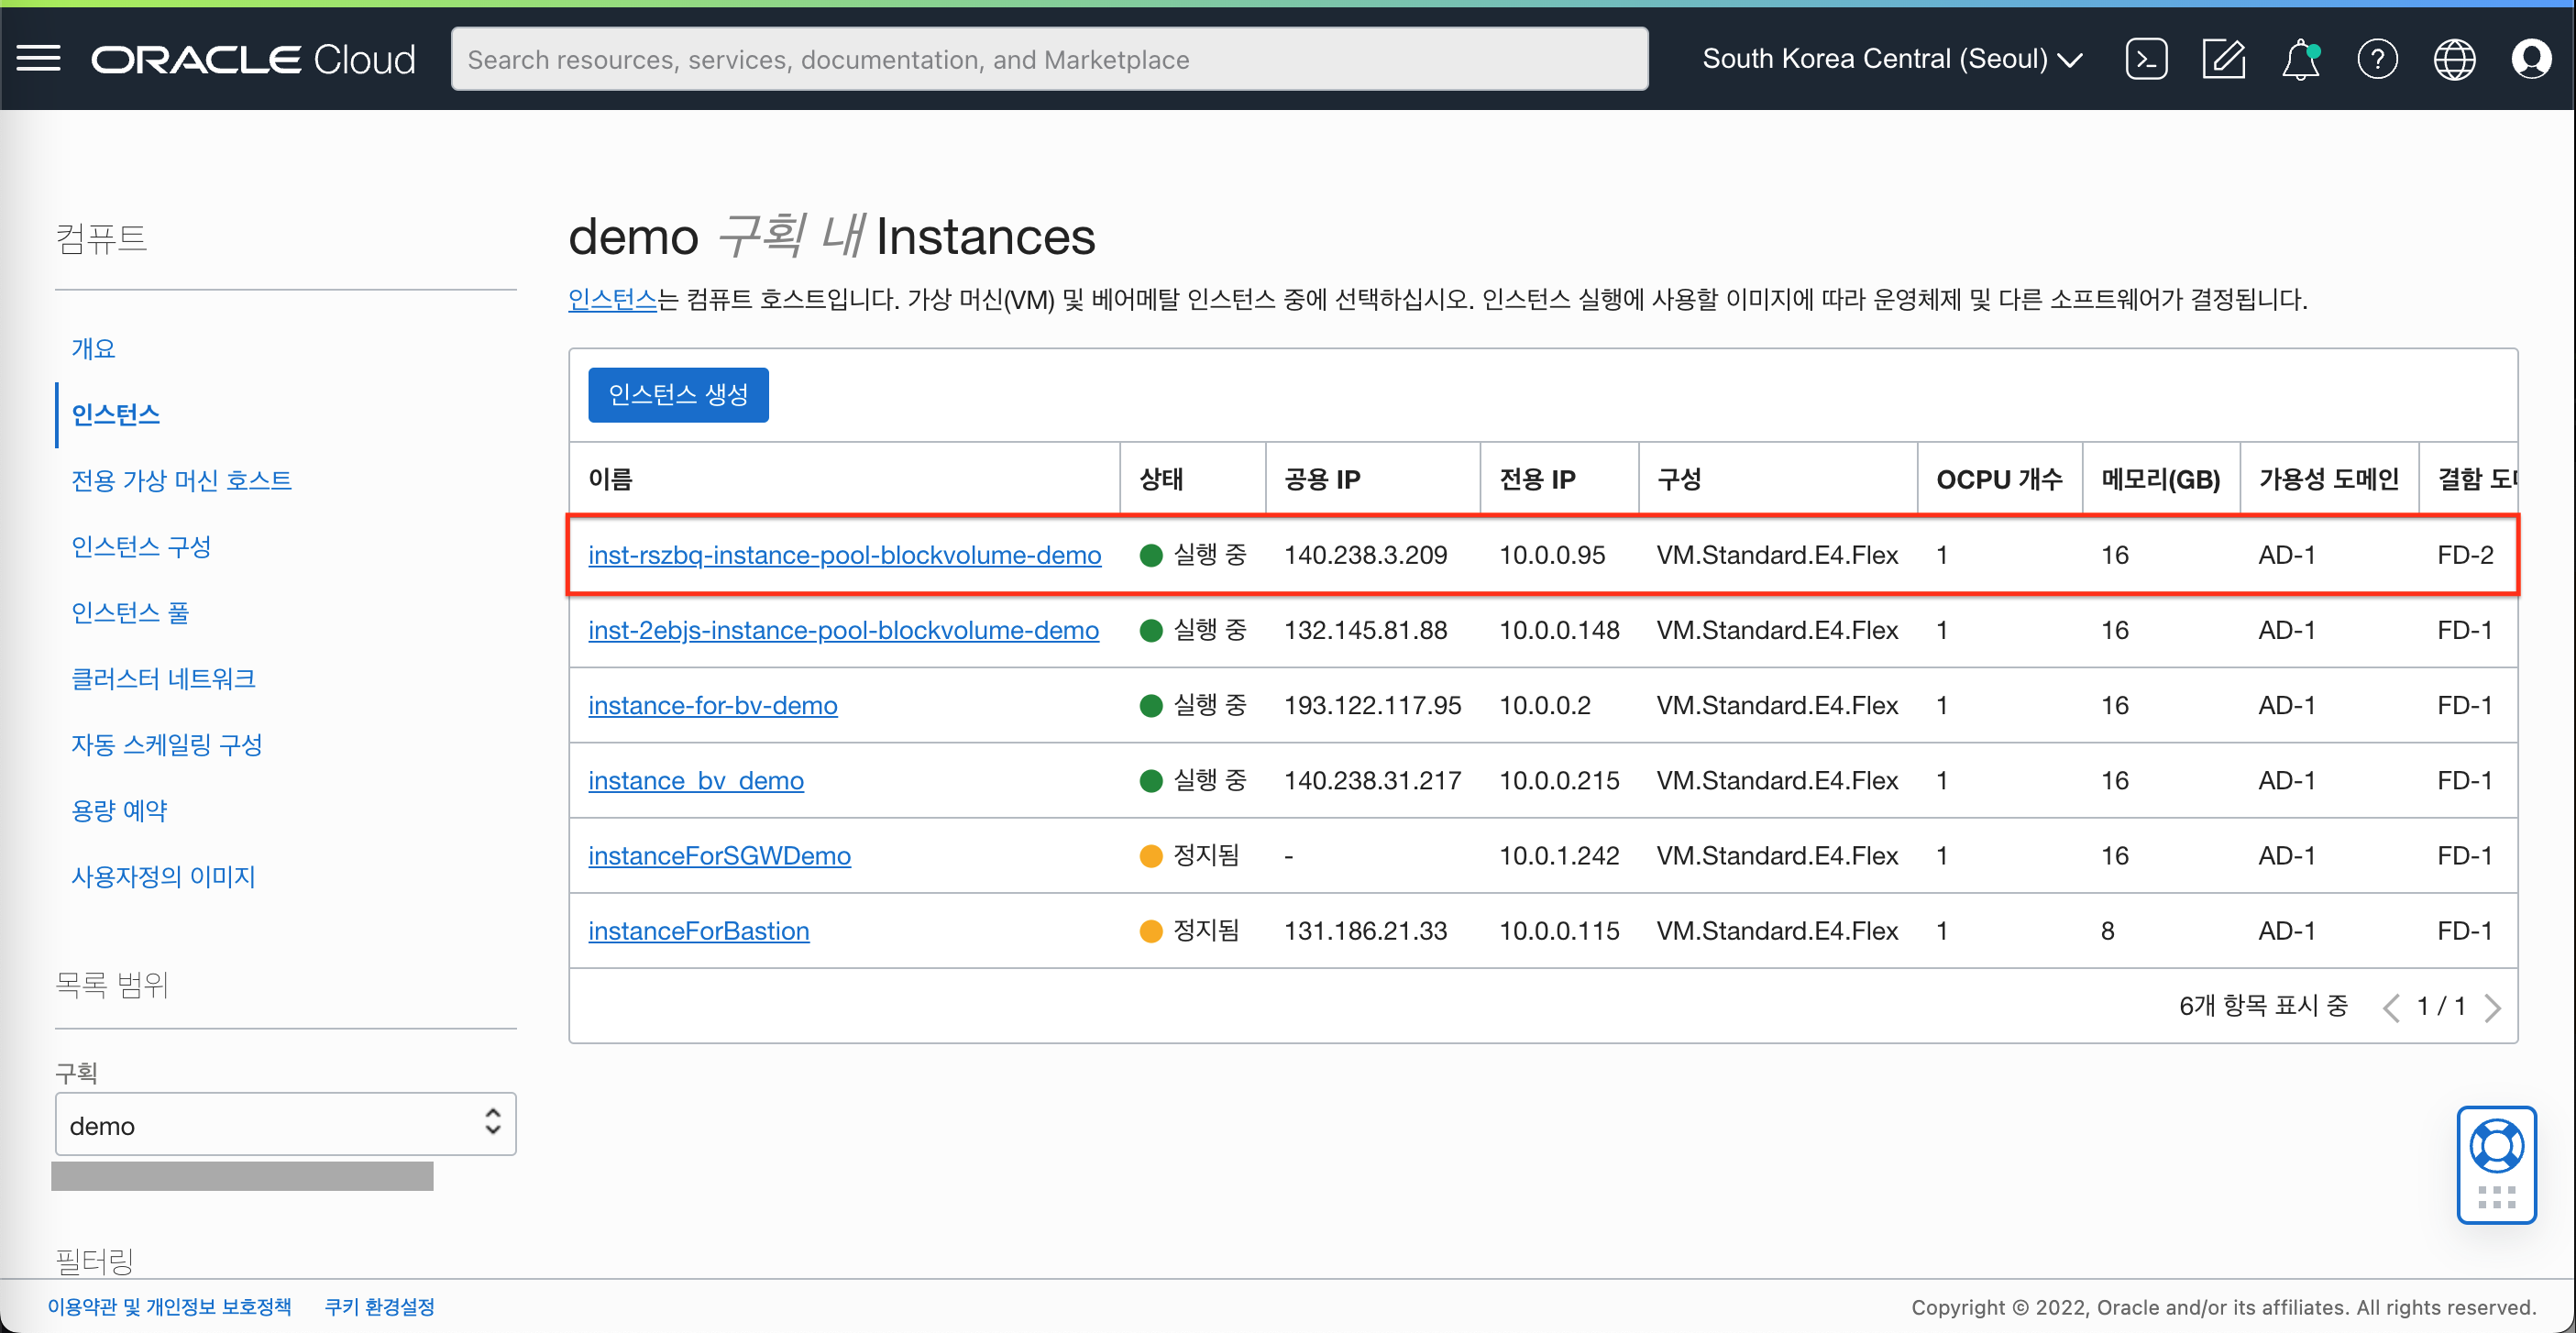 ORACLE Cloud
Search resources, services, documentation, and Marketplace
South Korea Central (Seoul)
컴퓨트
개요
인스턴스
전용 가상 머신 호스트
인스턴스 구성
인스턴스 풀
클러스터 네트워크
자동 스케일링 구성
용량 예약
사용자정의 이미지
목록 범위
구획
demo
필터링
demo 구획 내 Instances
인스턴스는 컴퓨트 호스트입니다. 가상 머신(VM) 및 베어메탈 인스턴스 중에 선택하십시오. 인스턴스 실행에 사용할 이미지에 따라 운영체제 및 다른 소프트웨어가 결정됩니다.
인스턴스 생성
이름 상태 공용 IP 전용 IP 구성 OCPU 개수 메모리(GB) 가용성 도메인 결함
inst-rszbq-instance-pool-blockvolume-demo 실행 중 140.238.3.209 10.0.0.95 VM.Standard.E4.Flex 1 16 AD-1 FD-2
inst-2ebjs-instance-pool-blockvolume-demo 실행 중 132.145.81.88 10.0.0.148 VM.Standard.E4.Flex 1 16 AD-1 FD-1
instance-for-bv-demo 실행 중 193.122.117.95 10.0.0.2 VM.Standard.E4.Flex 1 16 AD-1 FD-1
instance_bv_demo 실행 중 140.238.31.217 10.0.0.215 VM.Standard.E4.Flex 1 16 AD-1 FD-1
instanceForSGWDemo 정지됨 - 10.0.1.242 VM.Standard.E4.Flex 1 16 AD-1 FD-1
instanceForBastion 정지됨 131.186.21.33 10.0.0.115 VM.Standard.E4.Flex 1 8 AD-1 FD-1
6개 항목 표시 중 1 / 1
이용약관 및 개인정보 보호정책 쿠키 환경설정
Copyright © 2022, Oracle and/or its affiliates. All rights reserved.